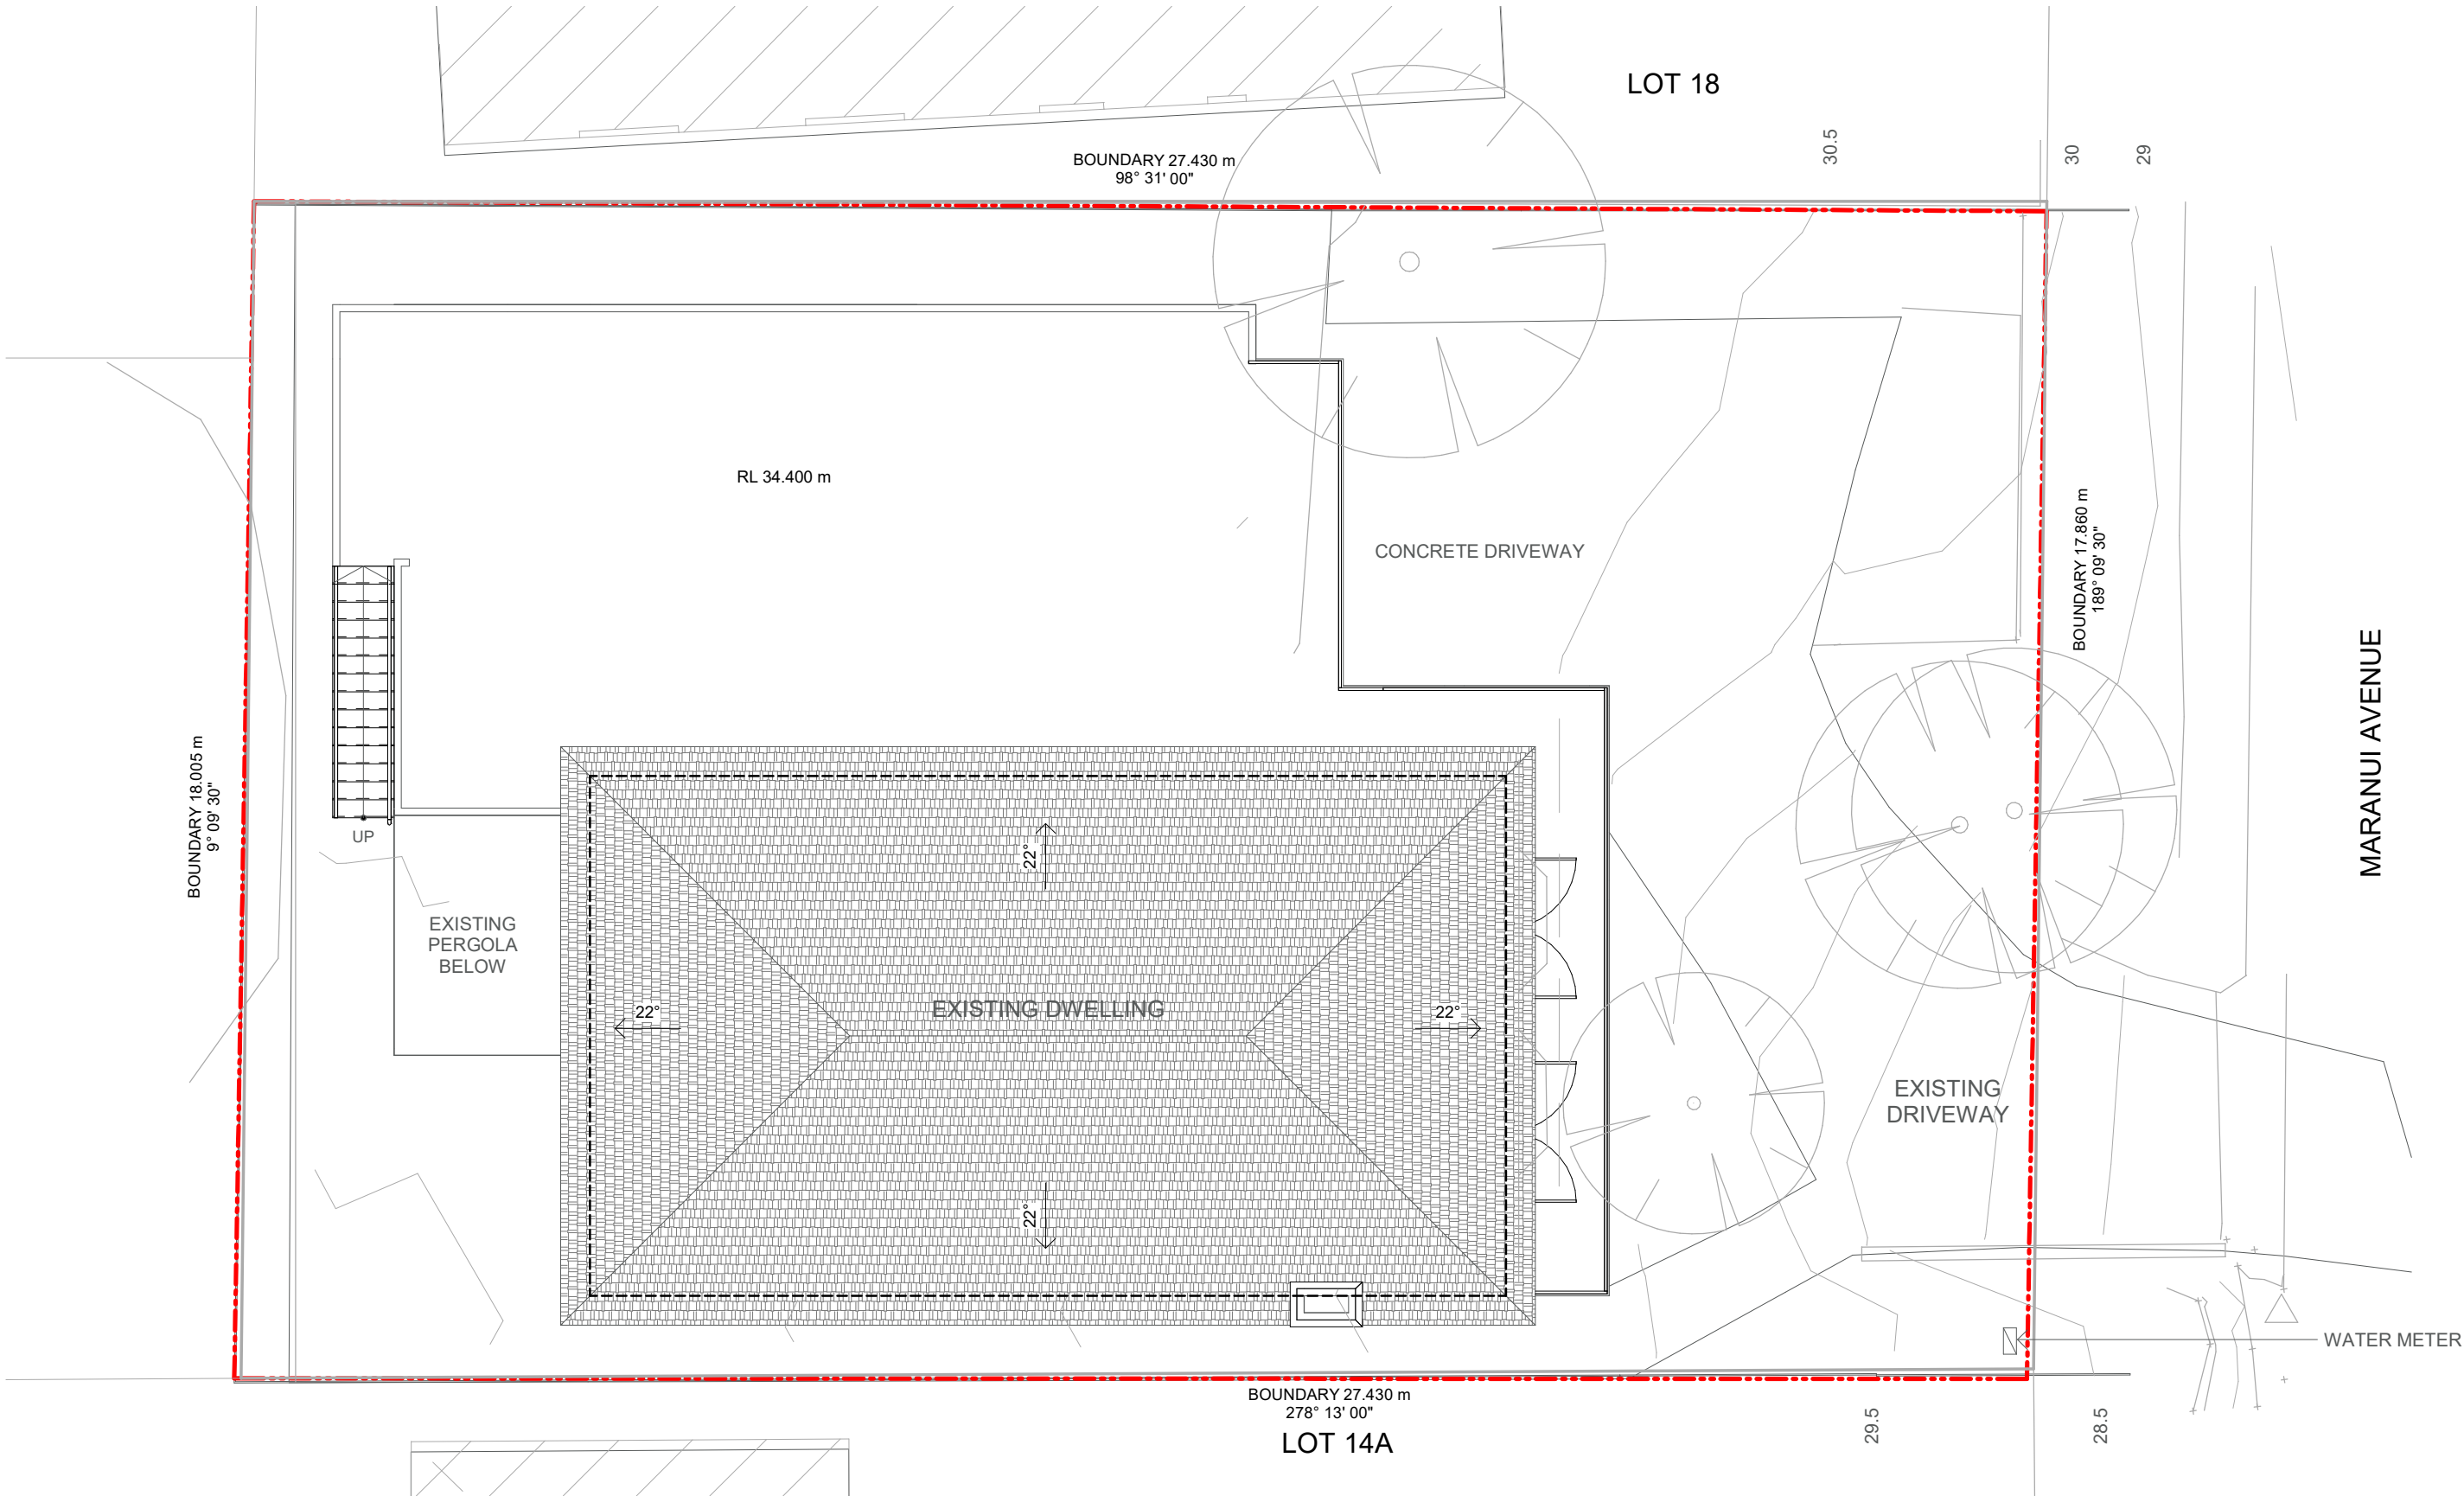 LOT 18
30.5
30
29
BOUNDARY 27.430 m
98° 31' 00"
RL 34.400 m
CONCRETE DRIVEWAY
BOUNDARY 17.860 m
189° 09' 30"
MARANUI AVENUE
BOUNDARY 18.005 m
9° 09' 30"
UP
22°
EXISTING
PERGOLA
BELOW
22°
EXISTING DWELLING
22°
EXISTING
DRIVEWAY
22°
WATER METER
BOUNDARY 27.430 m
278° 13' 00"
LOT 14A
29.5
28.5